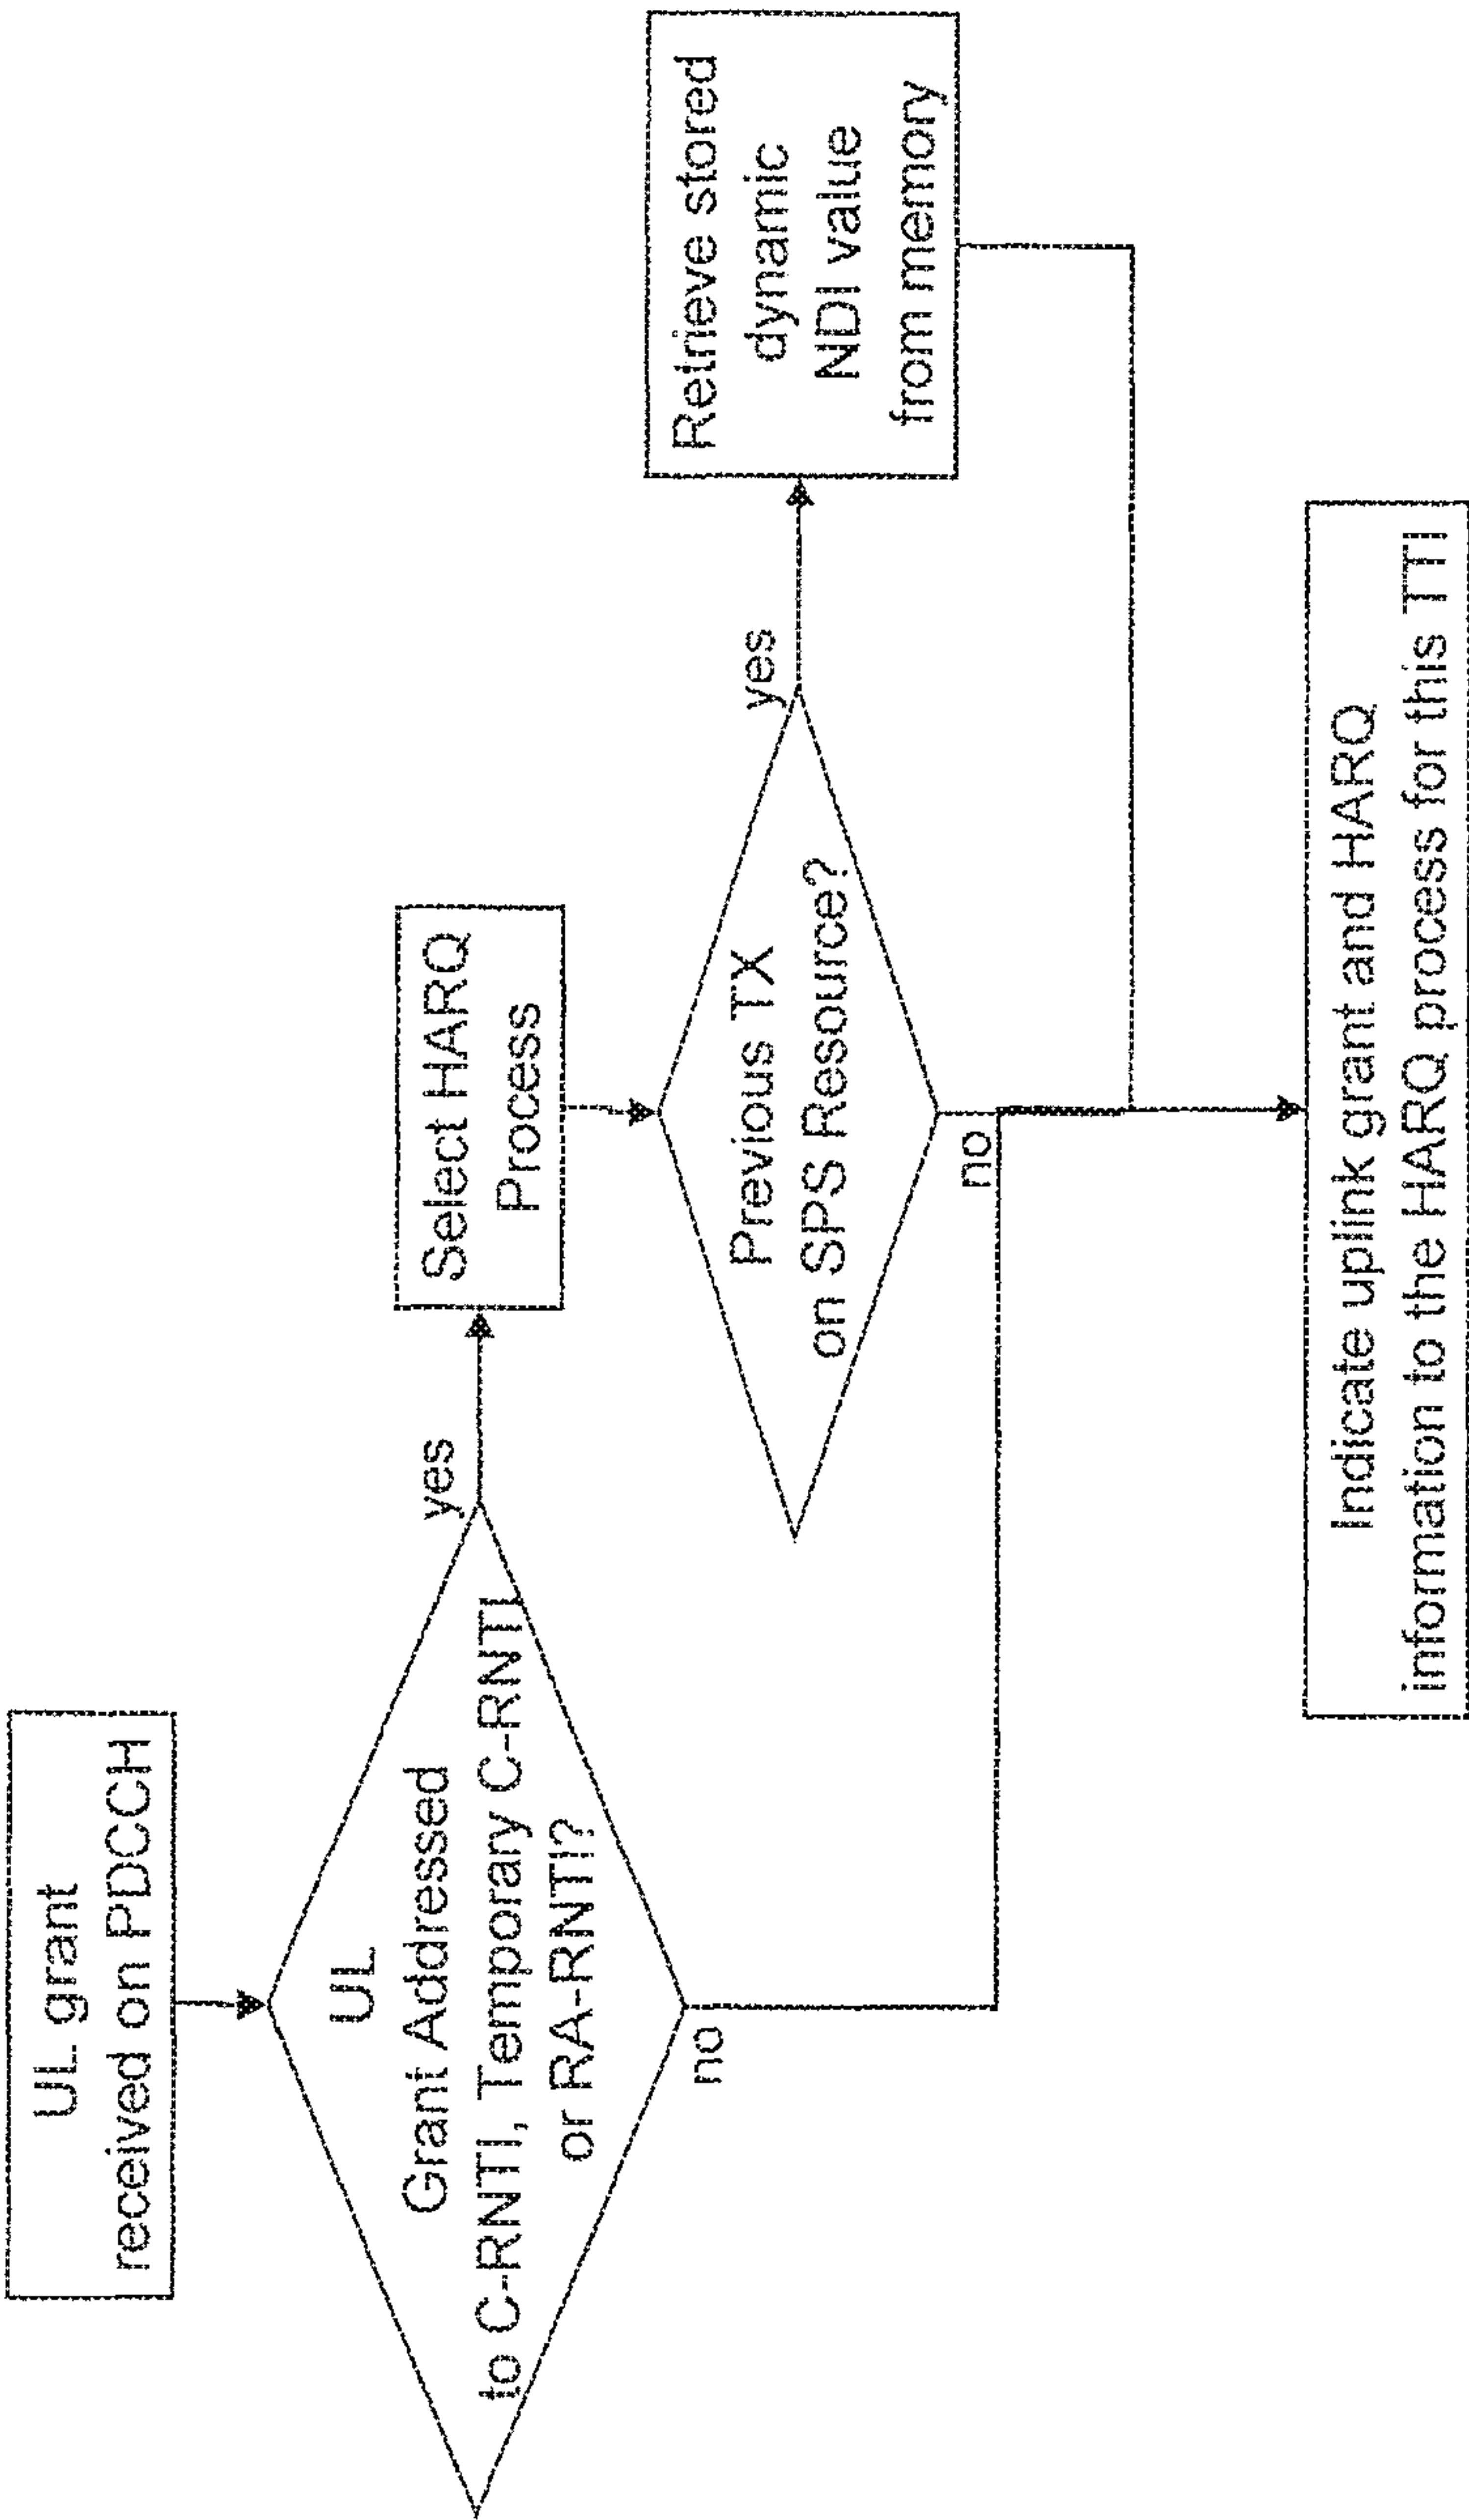 UL grant
received on PDCCH
UL
Grant Addressed
to C-RNTI, Temporary C-RNTI
or RA-RNTI?
yes
no
Select HARQ
Process
Previous TX
on SPS Resource?
yes
no
Retrieve stored
dynamic
NDI value
from memory
Indicate uplink grant and HARQ
information to the HARQ process for this TTI